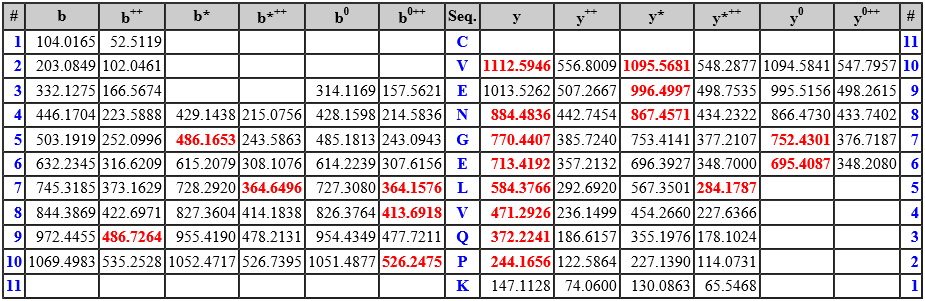 # b b++ b* b*++ b0 b0++ Seq. y y++ y* y*++ y0 y0++ #
1 104.0165 52.5119 C 11
2 203.0849 102.0461 V 1112.5946 556.8009 1095.5681 548.2877 1094.5841 547.7957 10
3 332.1275 166.5674 314.1169 157.5621 E 1013.5262 507.2667 996.4997 498.7535 995.5156 498.2615 9
4 446.1704 223.5888 429.1438 215.0756 428.1598 214.5836 N 884.4836 442.7454 867.4571 434.2322 866.4730 433.7402 8
5 503.1919 252.0996 486.1653 243.5863 485.1813 243.0943 G 770.4407 385.7240 753.4141 377.2107 752.4301 376.7187 7
6 632.2345 316.6209 615.2079 308.1076 614.2239 307.6156 E 713.4192 357.2132 696.3927 348.7000 695.4087 348.2080 6
7 745.3185 373.1629 728.2920 364.6496 727.3080 364.1576 L 584.3766 292.6920 567.3501 284.1787 5
8 844.3869 422.6971 827.3604 414.1838 826.3764 413.6918 V 471.2926 236.1499 454.2660 227.6366 4
9 972.4455 486.7264 955.4190 478.2131 954.4349 477.7211 Q 372.2241 186.6157 355.1976 178.1024 3
10 1069.4983 535.2528 1052.4717 526.7395 1051.4877 526.2475 P 244.1656 122.5864 227.1390 114.0731 2
11 K 147.1128 74.0600 130.0863 65.5468 1